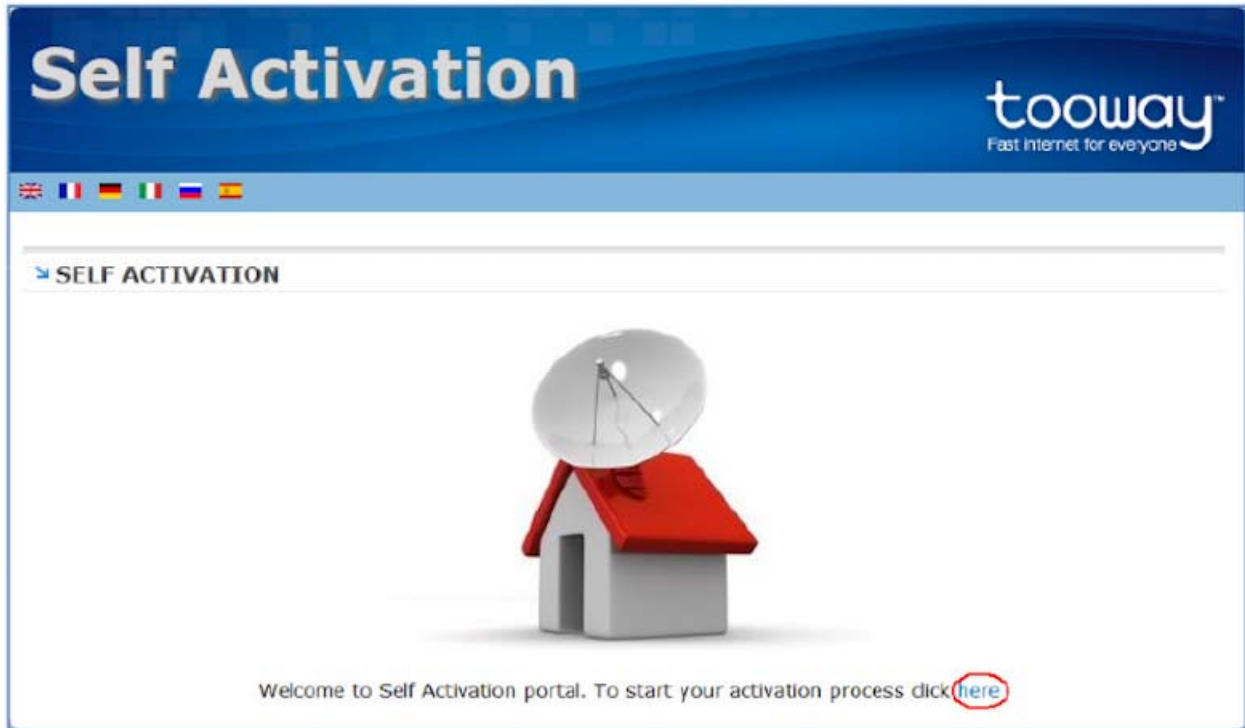 Self Activation
tooway™
Fast internet for everyone
SELF ACTIVATION
Welcome to Self Activation portal. To start your activation process click here